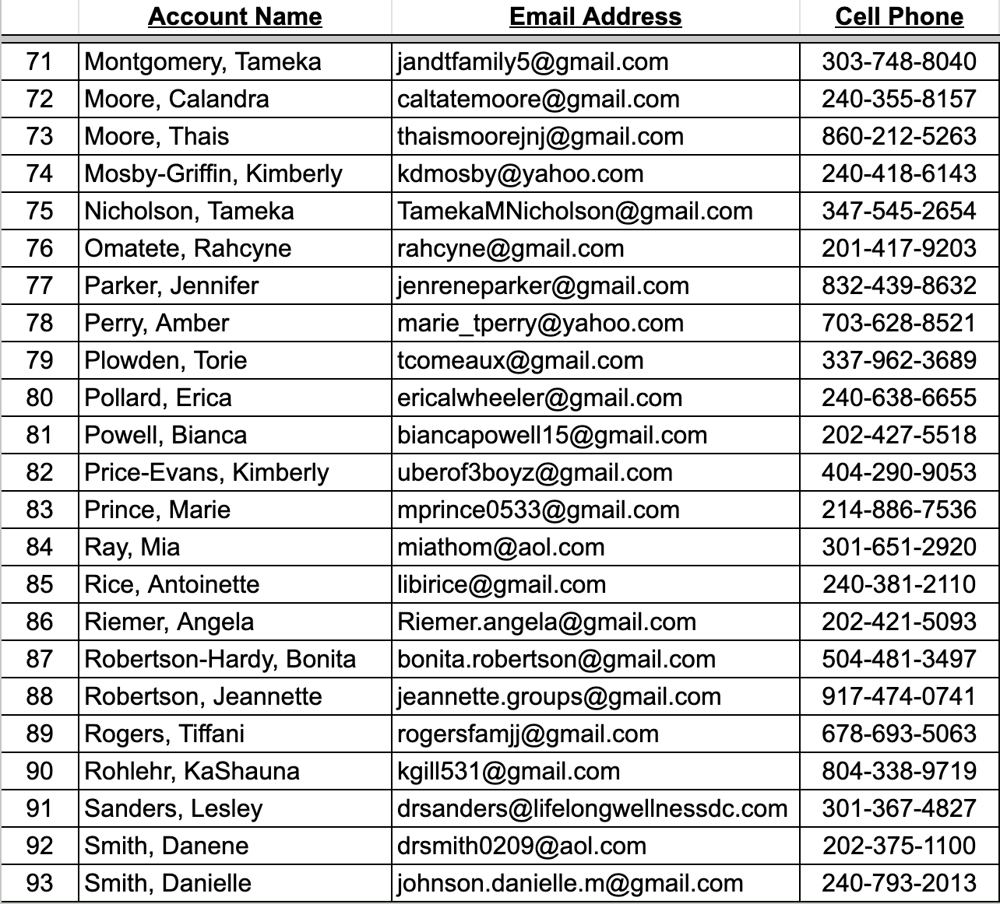 Account Name Email Address Cell Phone
71 Montgomery, Tameka jandtfamily5@gmail.com 303-748-8040
72 Moore, Calandra caltatemoore@gmail.com 240-355-8157
73 Moore, Thais thaismoorejnj@gmail.com 860-212-5263
74 Mosby-Griffin, Kimberly kdmosby@yahoo.com 240-418-6143
75 Nicholson, Tameka TamekaMNicholson@gmail.com 347-545-2654
76 Omatete, Rahcyne rahcyne@gmail.com 201-417-9203
77 Parker, Jennifer jenreneparker@gmail.com 832-439-8632
78 Perry, Amber marie_tperry@yahoo.com 703-628-8521
79 Plowden, Torie tcomeaux@gmail.com 337-962-3689
80 Pollard, Erica ericalwheeler@gmail.com 240-638-6655
81 Powell, Bianca biancapowell15@gmail.com 202-427-5518
82 Price-Evans, Kimberly uberof3boyz@gmail.com 404-290-9053
83 Prince, Marie mprince0533@gmail.com 214-886-7536
84 Ray, Mia miathom@aol.com 301-651-2920
85 Rice, Antoinette libirice@gmail.com 240-381-2110
86 Riemer, Angela Riemer.angela@gmail.com 202-421-5093
87 Robertson-Hardy, Bonita bonita.robertson@gmail.com 504-481-3497
88 Robertson, Jeannette jeannette.groups@gmail.com 917-474-0741
89 Rogers, Tiffani rogersfamjj@gmail.com 678-693-5063
90 Rohlehr, KaShauna kgill531@gmail.com 804-338-9719
91 Sanders, Lesley drsanders@lifelongwellnessdc.com 301-367-4827
92 Smith, Danene drsmith0209@aol.com 202-375-1100
93 Smith, Danielle johnson.danielle.m@gmail.com 240-793-2013